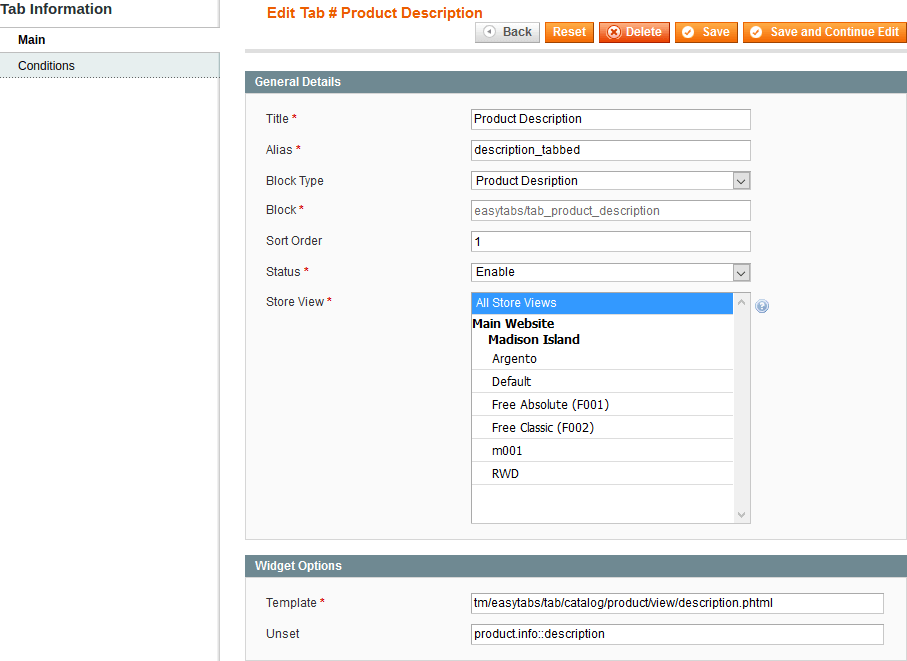 Tab Information
Main
Conditions
Edit Tab # Product Description
Back Reset Delete Save Save and Continue Edit
General Details
Title * Product Description
Alias * description_tabbed
Block Type Product Desription
Block * easytabs/tab_product_description
Sort Order 1
Status * Enable
Store View * All Store Views
Main Website
Madison Island
Argento
Default
Free Absolute (F001)
Free Classic (F002)
m001
RWD
Widget Options
Template * tm/easytabs/tab/catalog/product/view/description.phtml
Unset product.info::description